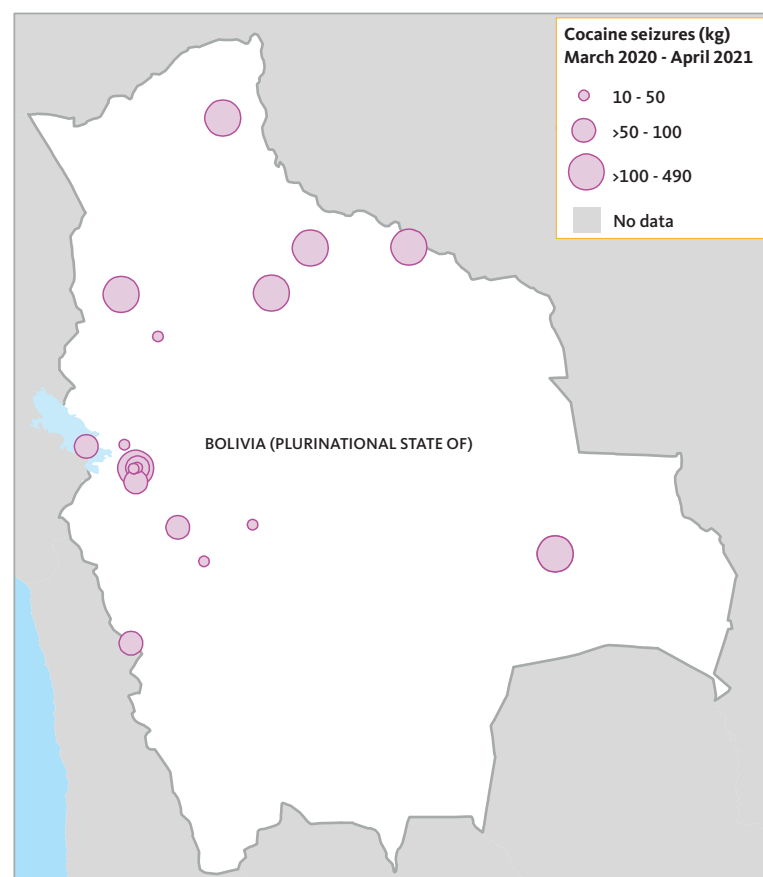 Cocaine seizures (kg)
March 2020 - April 2021
10 - 50
>50 - 100
>100 - 490
No data
BOLIVIA (PLURINATIONAL STATE OF)